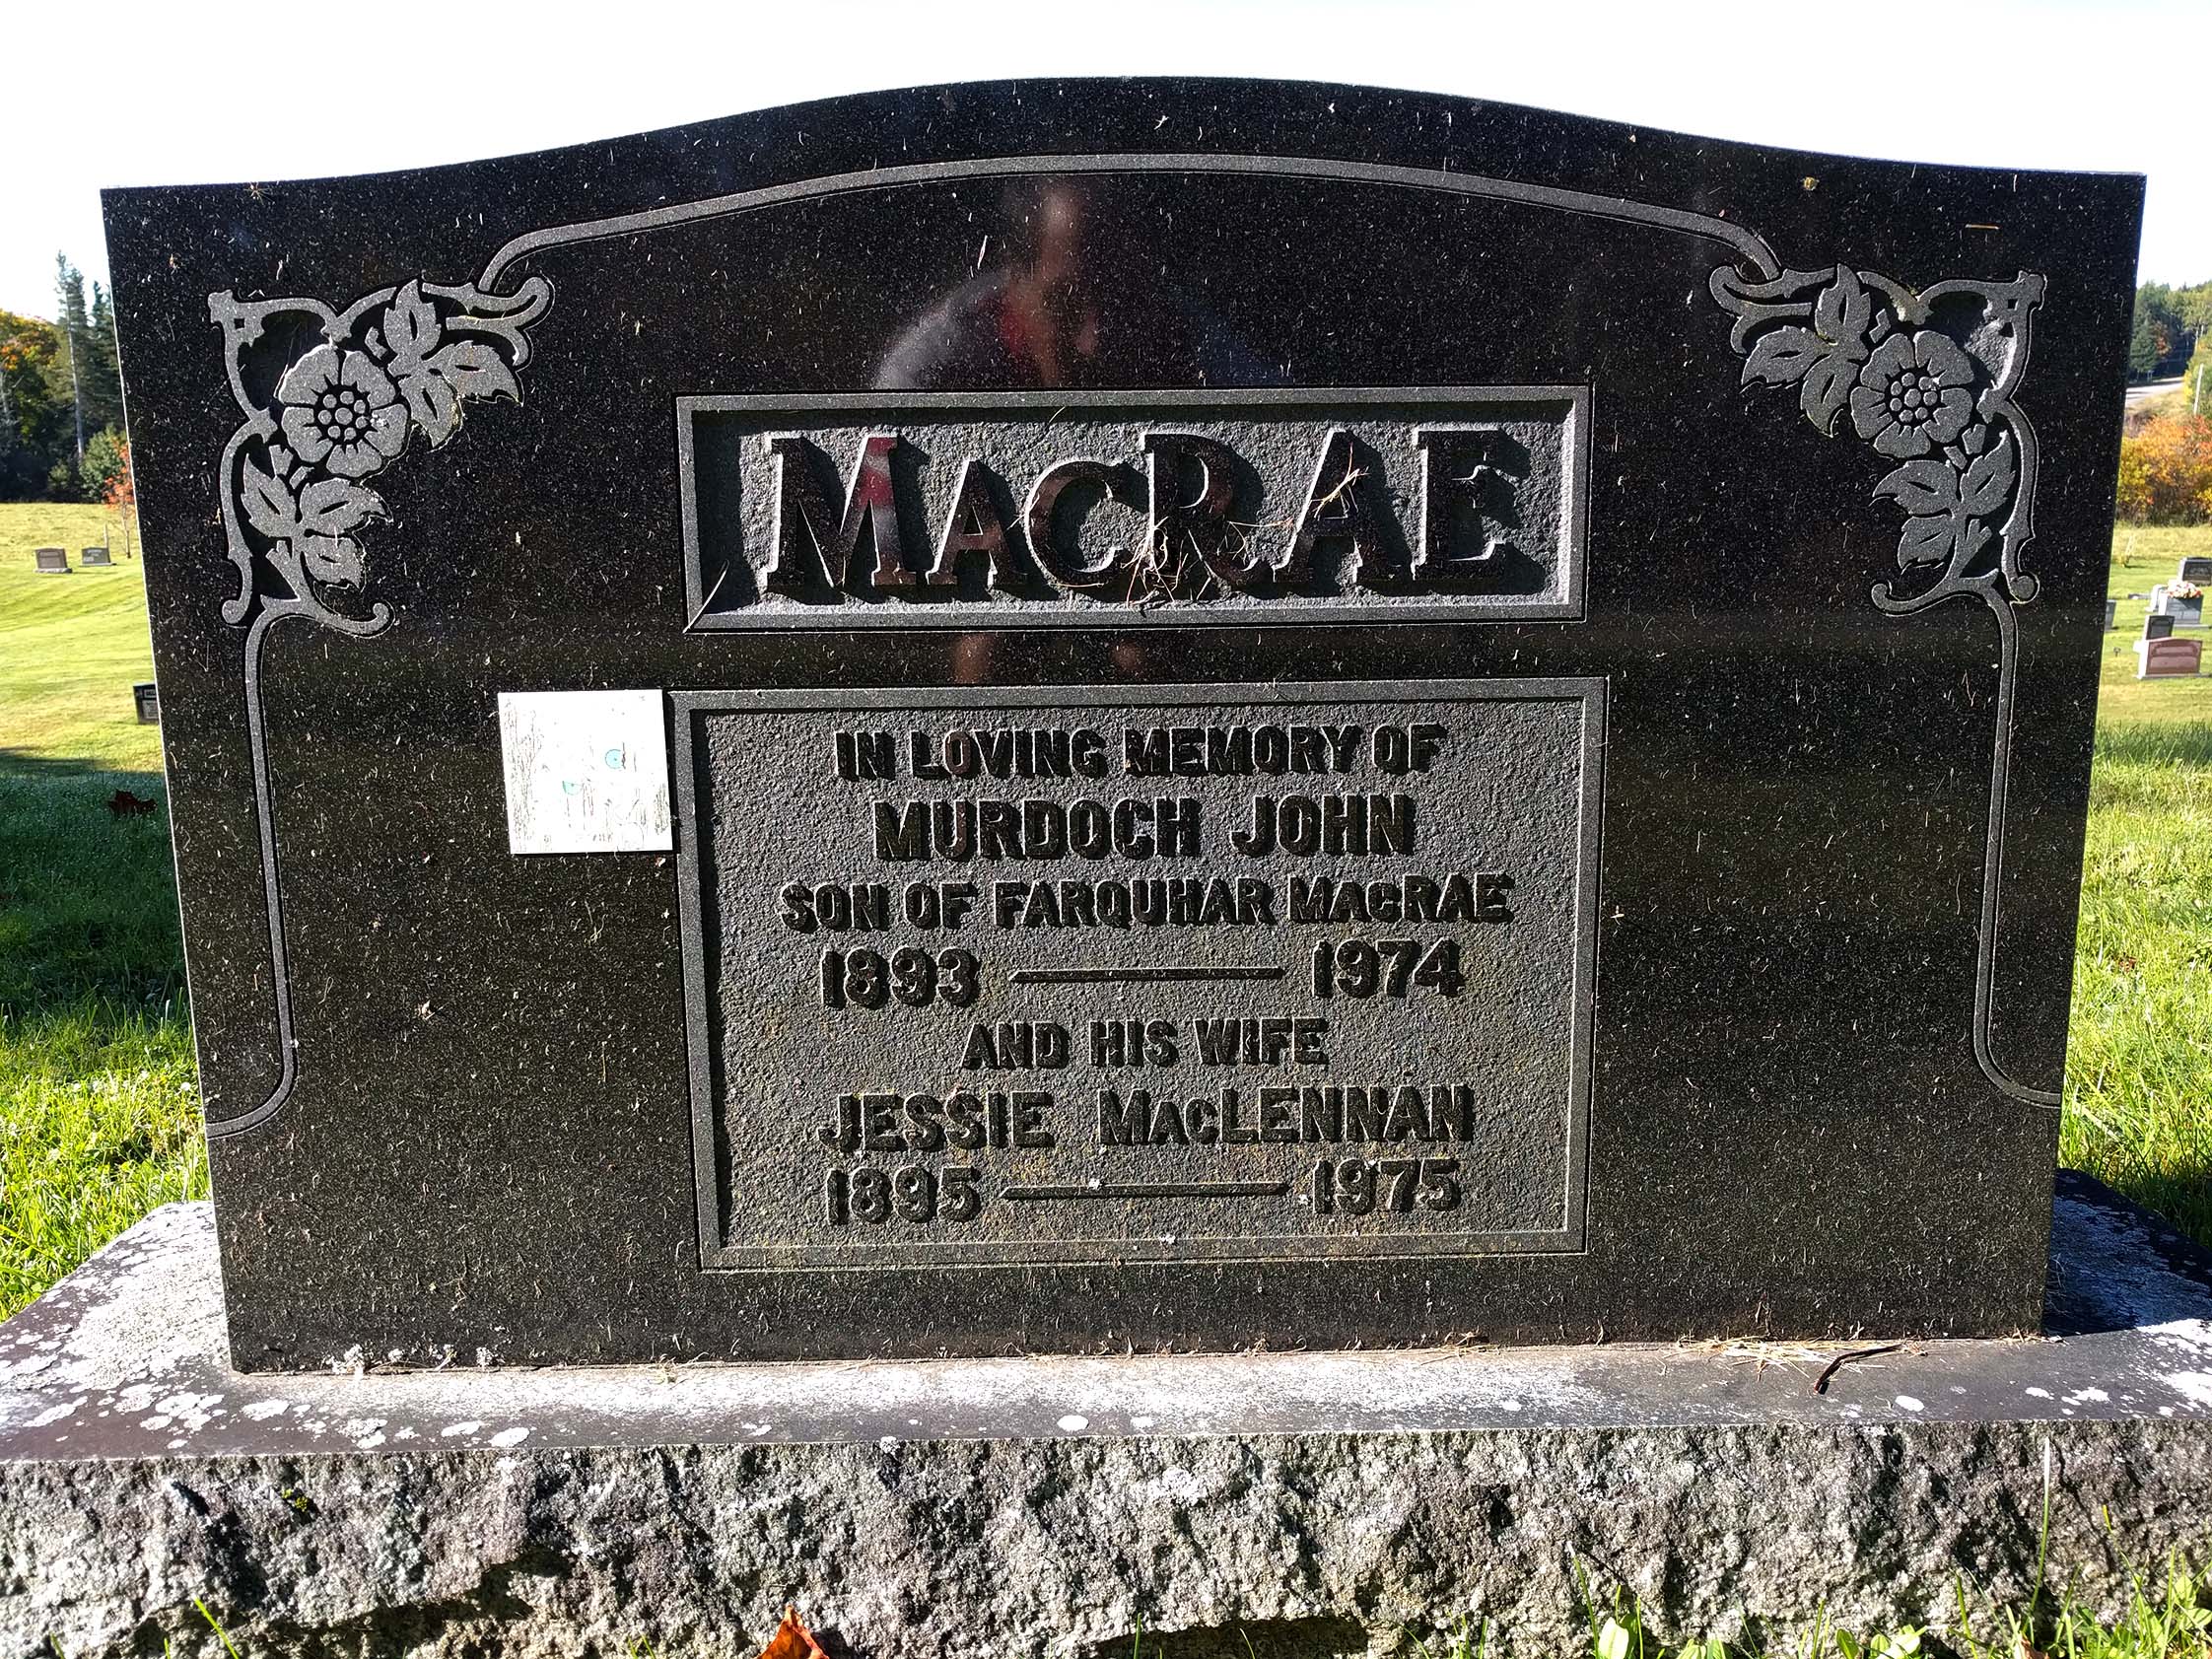 MACRAE
IN LOVING MEMORY OF
MURDOCH JOHN
SON OF FARQUHAR MACRAE
1893 — 1974
AND HIS WIFE
JESSIE MACLENNAN
1895 — 1975